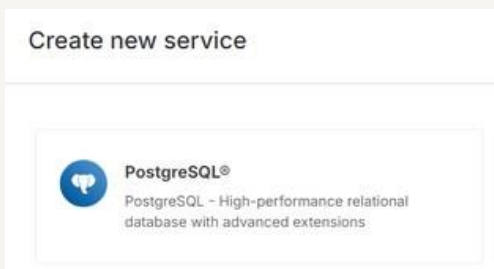 Create new service
PostgreSQL®
PostgreSQL - High-performance relational
database with advanced extensions